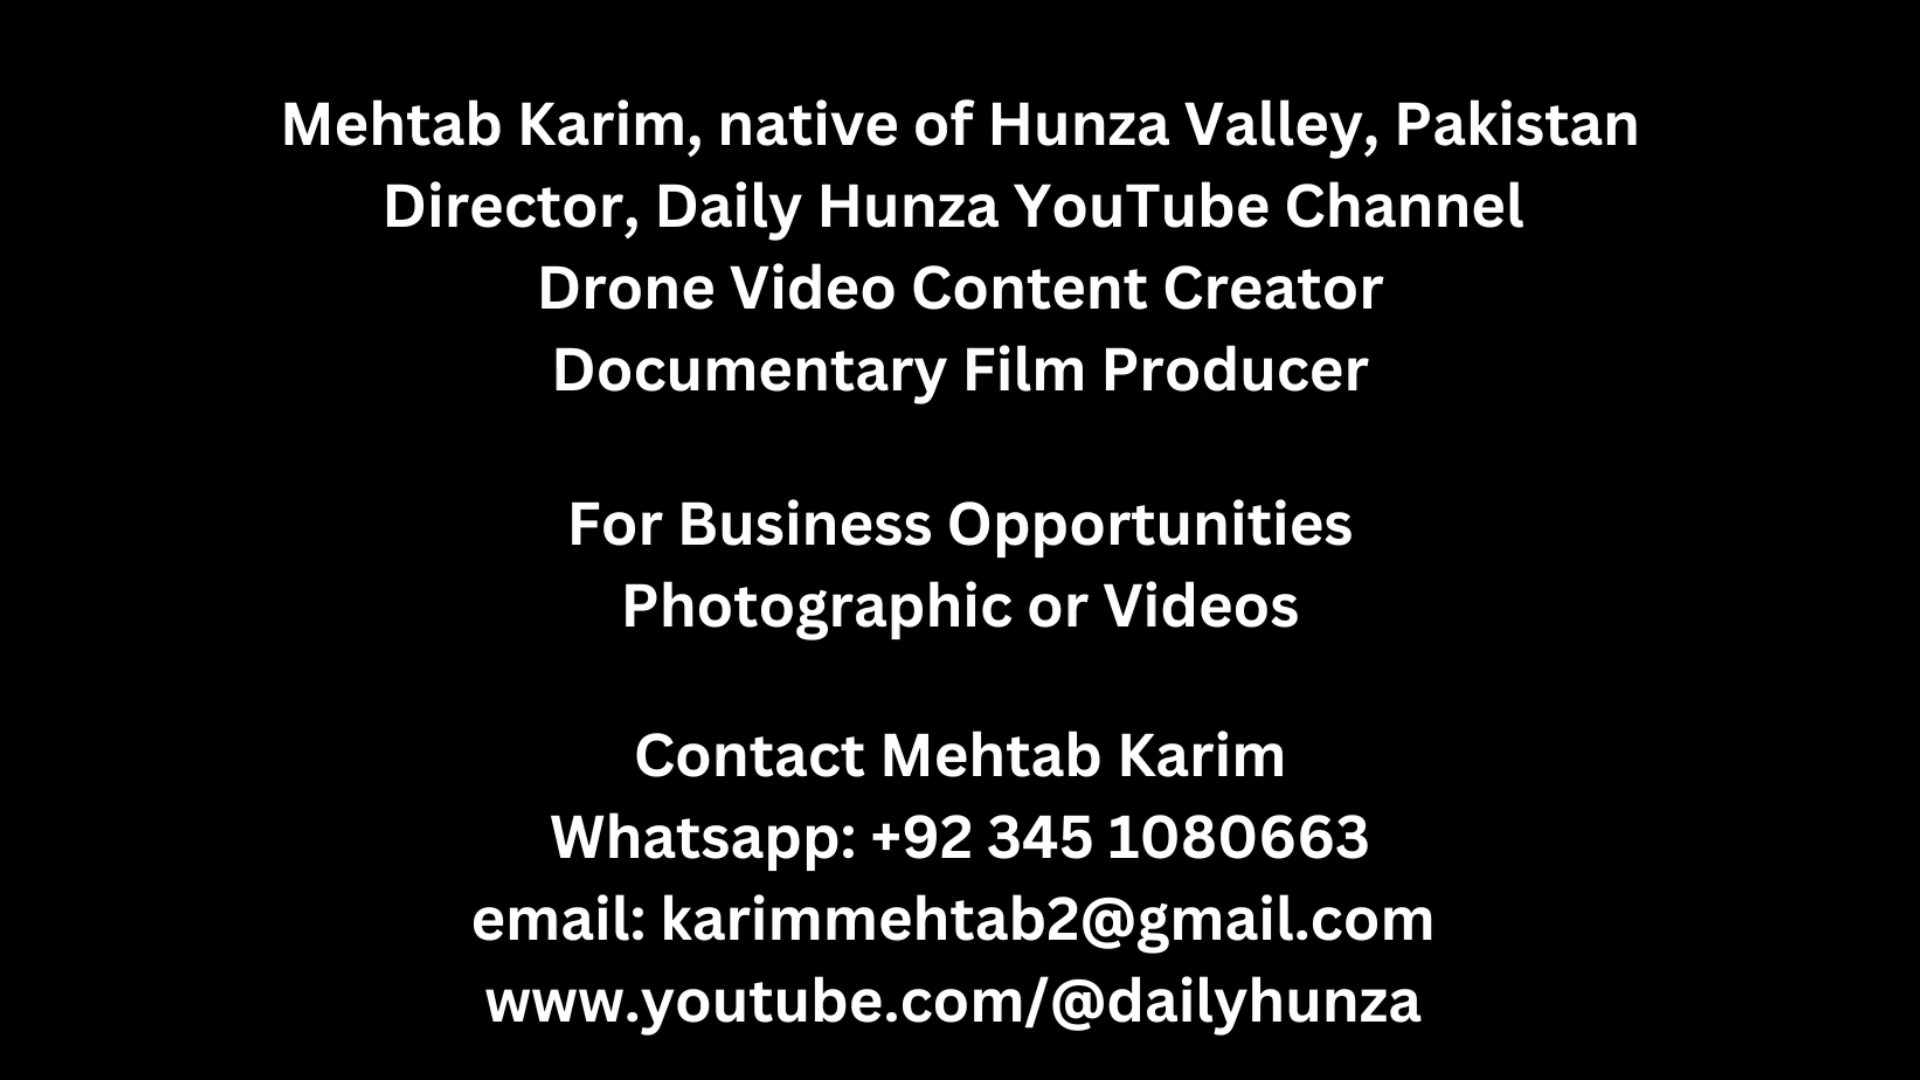 Mehtab Karim, native of Hunza Valley, Pakistan
Director, Daily Hunza YouTube Channel
Drone Video Content Creator
Documentary Film Producer
For Business Opportunities
Photographic or Videos
Contact Mehtab Karim
Whatsapp: +92 345 1080663
email: karimmehtab2@gmail.com
www.youtube.com/@dailyhunza